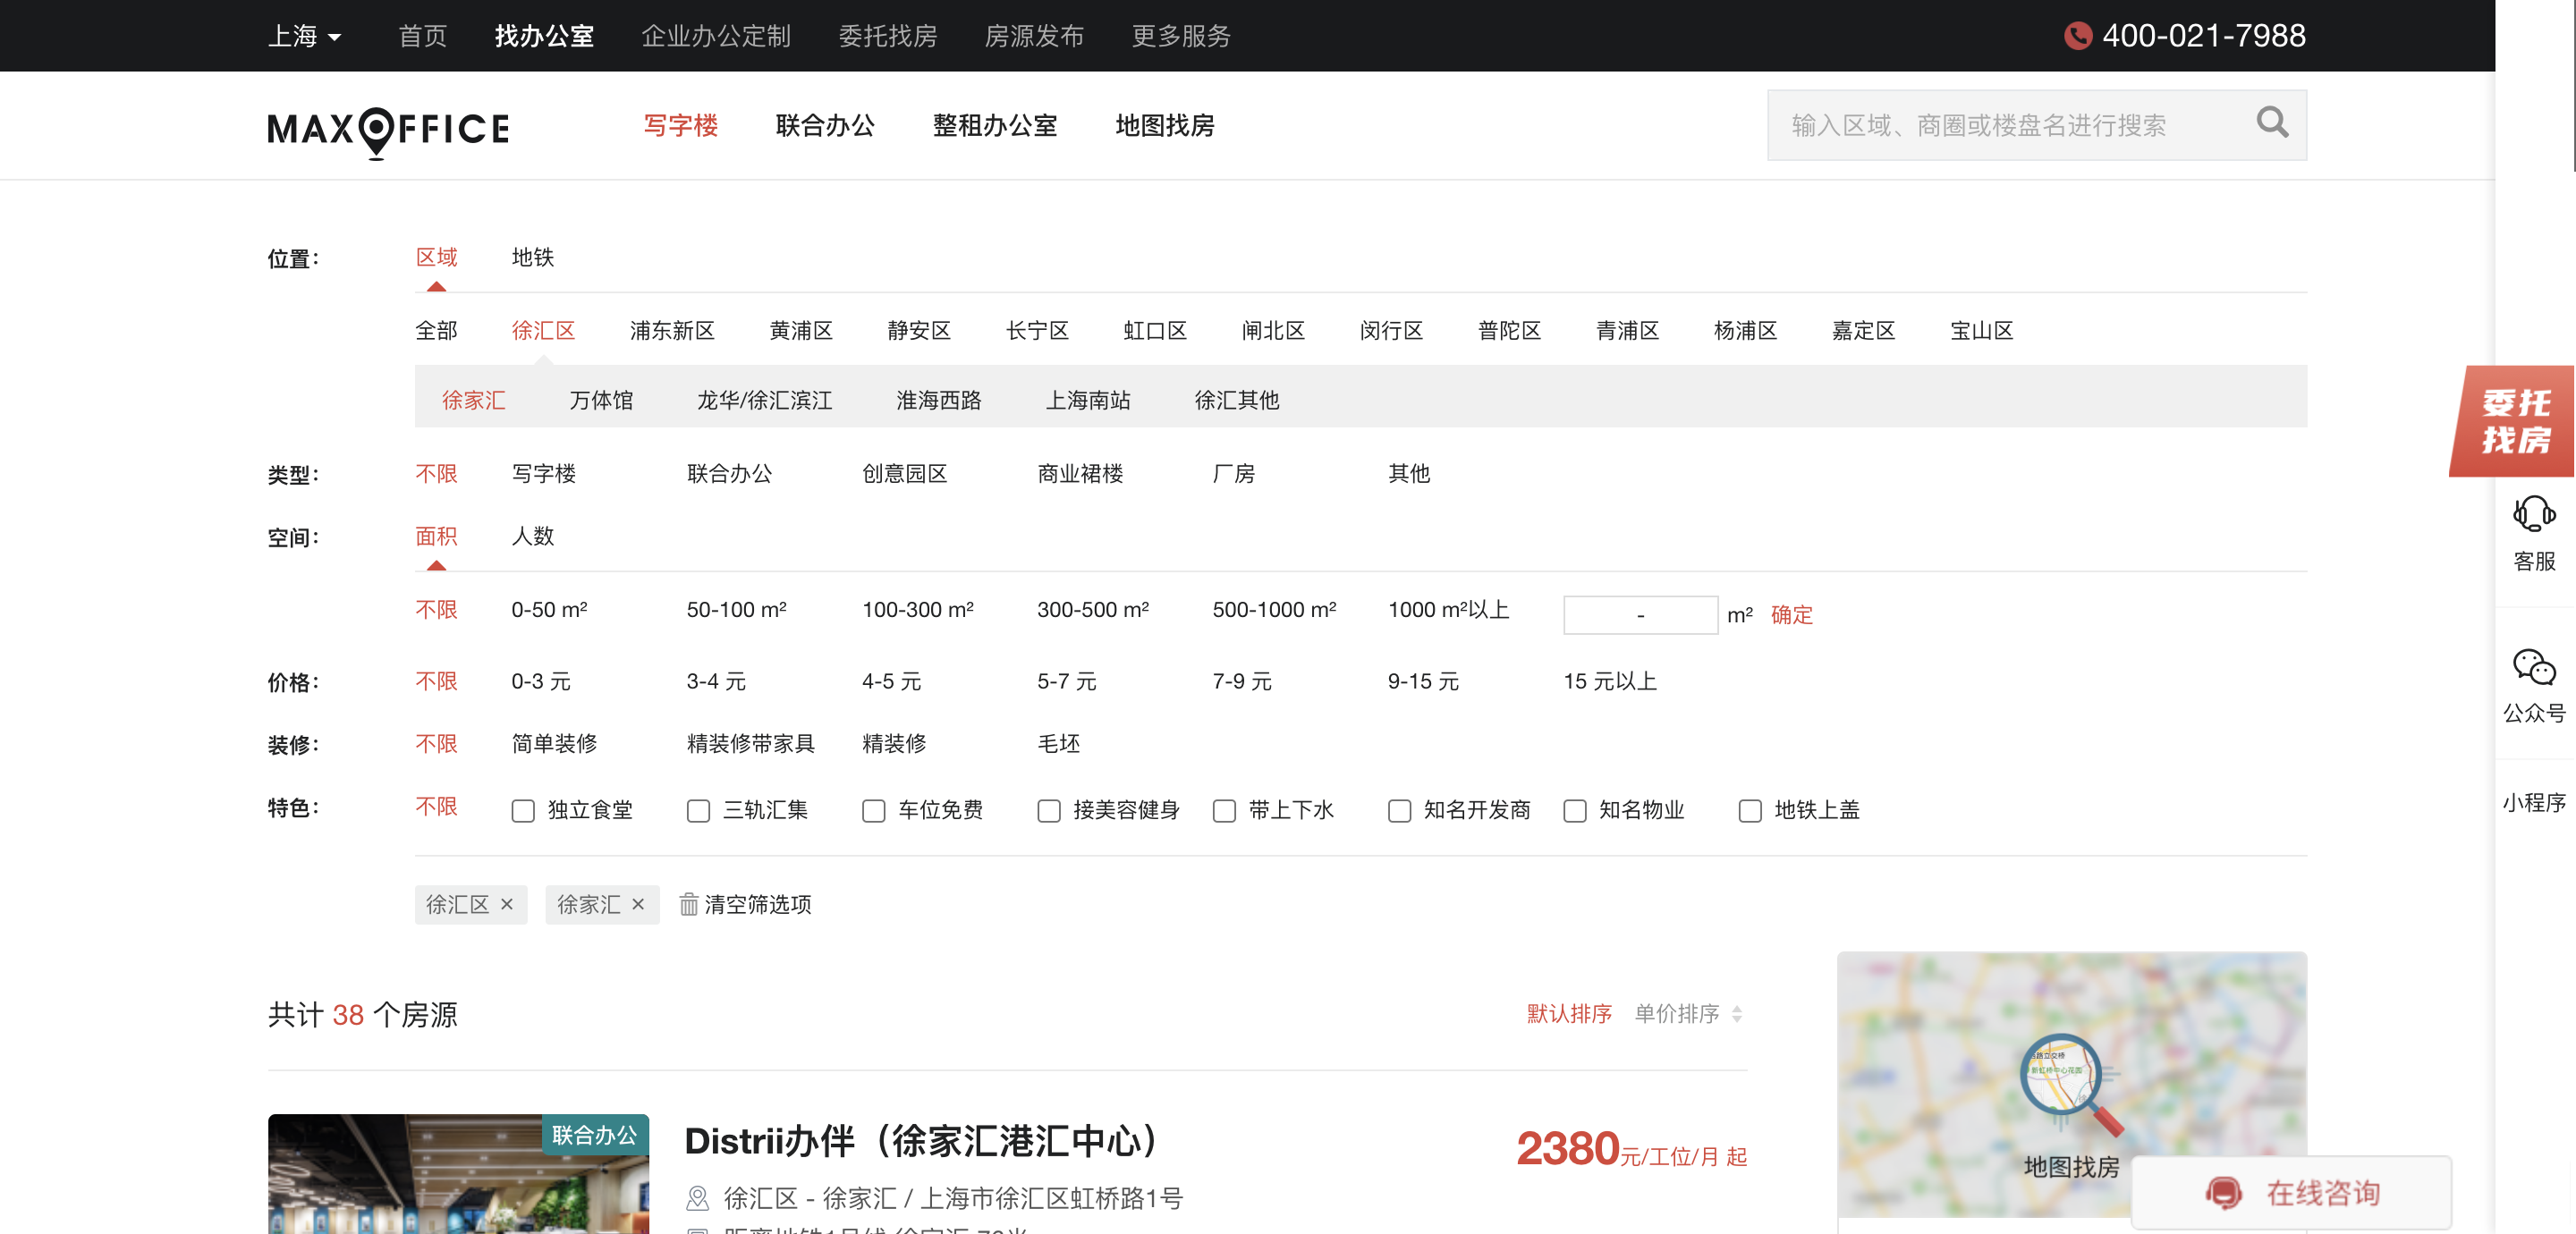 上海 首页 找办公室 企业办公定制 委托找房 房源发布 更多服务 400-021-7988
MAXOFFICE 写字楼 联合办公 整租办公室 地图找房 输入区域、商圈或楼盘名进行搜索
位置： 区域 地铁
全部 徐汇区 浦东新区 黄浦区 静安区 长宁区 虹口区 闸北区 闵行区 普陀区 青浦区 杨浦区 嘉定区 宝山区
徐家汇 万体馆 龙华/徐汇滨江 淮海西路 上海南站 徐汇其他
委托
找房
类型： 不限 写字楼 联合办公 创意园区 商业裙楼 厂房 其他
空间： 面积 人数
客服
不限 0-50 m² 50-100 m² 100-300 m² 300-500 m² 500-1000 m² 1000 m²以上 - m² 确定
价格： 不限 0-3 元 3-4 元 4-5 元 5-7 元 7-9 元 9-15 元 15 元以上
公众号
装修： 不限 简单装修 精装修带家具 精装修 毛坯
特色： 不限 独立食堂 三轨汇集 车位免费 接美容健身 带上下水 知名开发商 知名物业 地铁上盖
小程序
徐汇区 × 徐家汇 × 清空筛选项
共计 38 个房源 默认排序 单价排序
联合办公
Distrii办伴（徐家汇港汇中心） 2380元/工位/月 起
徐汇区 - 徐家汇 / 上海市徐汇区虹桥路1号
地图找房
在线咨询